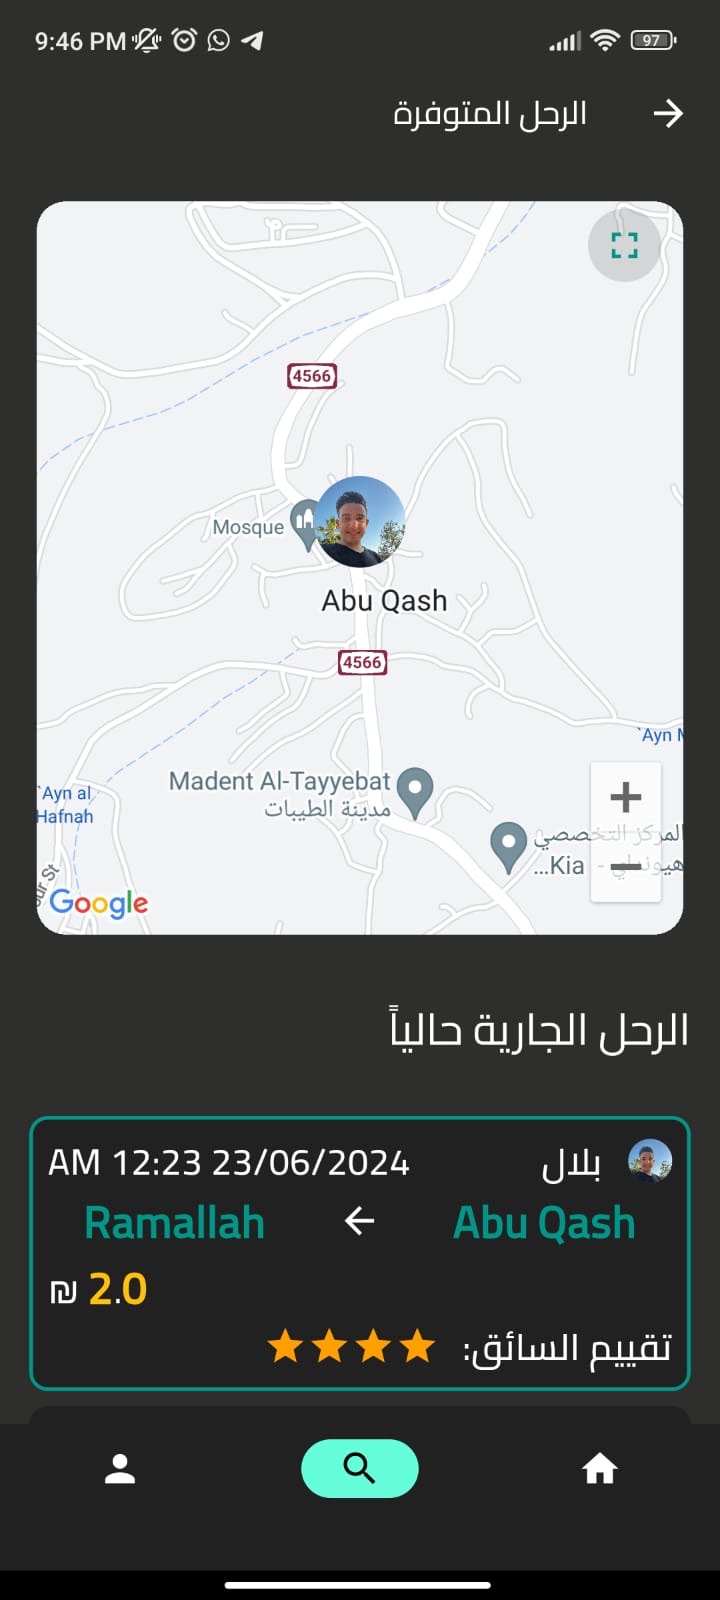 9:46 PM
97
الرحل المتوفرة
4566
Mosque
Abu Qash
4566
`Ayn
Madent Al-Tayyebat
مدينة الطيبات
`Ayn al
Hafnah
المركز التخصصي
Kia - هيونداي...
St
Google
الرحل الجارية حالياً
بلال
AM 12:23 23/06/2024
Abu Qash ← Ramallah
₪ 2.0
تقييم السائق: